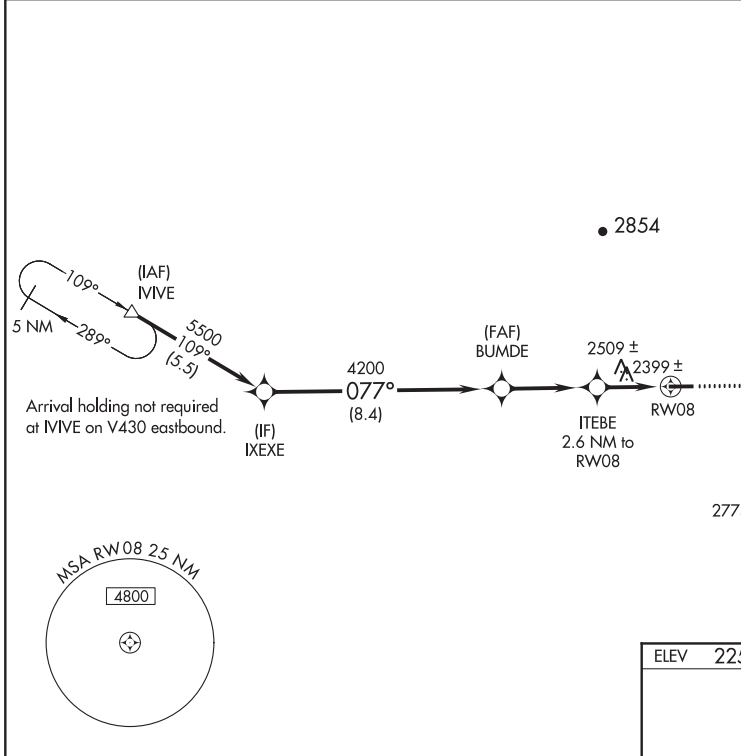 2854
109°
(IAF)
IVIVE
5 NM
289°
5500
109°
(5.5)
(FAF)
BUMDE
2509 ±
2399 ±
4200
077°
(8.4)
RW08
Arrival holding not required
at IVIVE on V430 eastbound.
(IF)
IXEXE
ITEBE
2.6 NM to
RW08
277
MSA RW08 25 NM
4800
ELEV 225